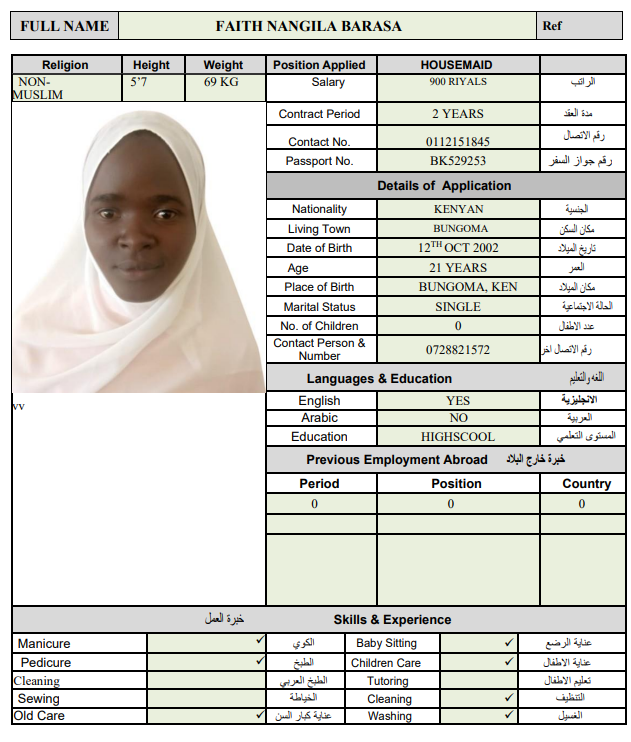 FULL NAME FAITH NANGILA BARASA Ref
Religion Height Weight Position Applied HOUSEMAID
NON-MUSLIM 5'7 69 KG Salary 900 RIYALS الراتب
Contract Period 2 YEARS مدة العقد
Contact No. 0112151845 رقم الاتصال
Passport No. BK529253 رقم جواز السفر
Details of Application
Nationality KENYAN الجنسية
Living Town BUNGOMA مكان السكن
Date of Birth 12TH OCT 2002 تاريخ الميلاد
Age 21 YEARS العمر
Place of Birth BUNGOMA, KEN مكان الميلاد
Marital Status SINGLE الحالة الاجتماعية
No. of Children 0 عدد الاطفال
Contact Person & Number 0728821572 رقم الاتصال اخر
Languages & Education اللغه والتعليم
vv
English YES الانجليزية
Arabic NO العربية
Education HIGHSCOOL المستوى التعلمي
Previous Employment Abroad خبرة خارج البلاد
Period Position Country
0 0 0
خبرة العمل Skills & Experience
Manicure ✓ الكوي Baby Sitting ✓ عناية الرضع
Pedicure ✓ الطبخ Children Care ✓ عناية الاطفال
Cleaning الطبخ العربي Tutoring تعليم الاطفال
Sewing الخياطة Cleaning ✓ التنظيف
Old Care ✓ عناية كبار السن Washing ✓ الغسيل